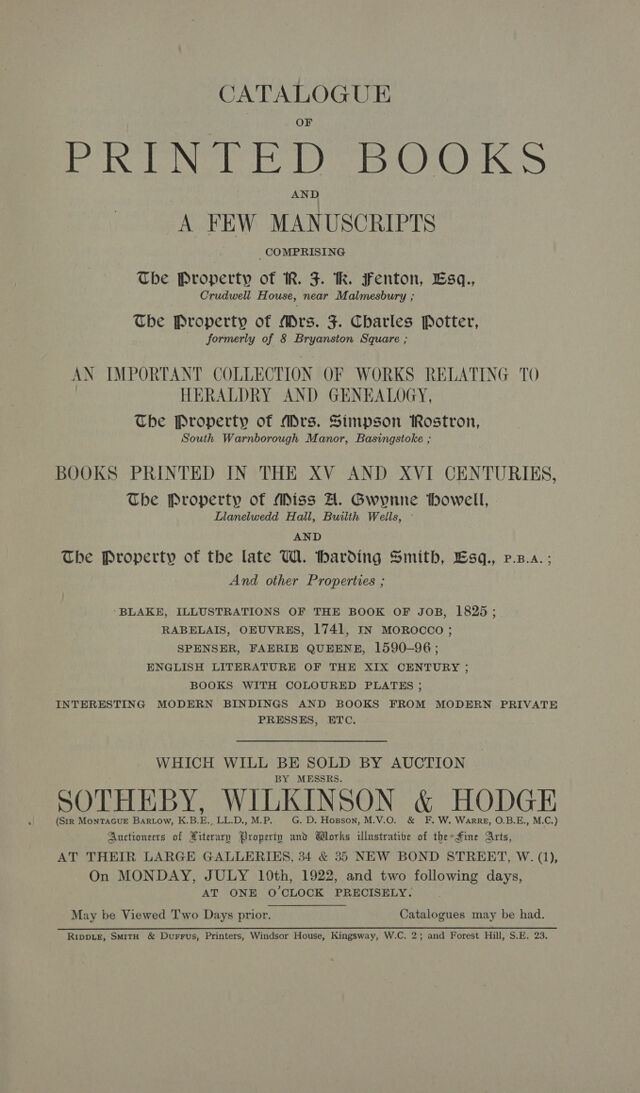 CATALOGUE
OF
PRINTED BOOKS
AND
A FEW MANUSCRIPTS
COMPRISING
The Property of R. F. K. Fenton, Esq.,
Crudwell House, near Malmesbury ;
The Property of Mrs. F. Charles Potter,
formerly of 8 Bryanston Square ;
AN IMPORTANT COLLECTION OF WORKS RELATING TO
HERALDRY AND GENEALOGY,
The Property of Mrs. Simpson Rostron,
South Warnborough Manor, Basingstoke ;
BOOKS PRINTED IN THE XV AND XVI CENTURIES,
The Property of Miss A. Gwynne Howell,
Llanelwedd Hall, Builth Wells,
AND
The Property of the late W. Harding Smith, Esq., P.B.A. ;
And other Properties ;
BLAKE, ILLUSTRATIONS OF THE BOOK OF JOB, 1825 ;
RABELAIS, OEUVRES, 1741, IN MOROCCO ;
SPENSER, FAERIE QUEENE, 1590-96 ;
ENGLISH LITERATURE OF THE XIX CENTURY ;
BOOKS WITH COLOURED PLATES ;
INTERESTING MODERN BINDINGS AND BOOKS FROM MODERN PRIVATE
PRESSES, ETC.
WHICH WILL BE SOLD BY AUCTION
BY MESSRS.
SOTHEBY, WILKINSON & HODGE
(SIR MONTAGUE BARLOW, K.B.E., LL.D., M.P. G. D. HOBSON, M.V.O. & F. W. WARRE, O.B.E., M.C.)
Auctioneers of Literary Property and Works illustrative of the Fine Arts,
AT THEIR LARGE GALLERIES, 34 & 35 NEW BOND STREET, W. (1),
On MONDAY, JULY 10th, 1922, and two following days,
AT ONE O'CLOCK PRECISELY.
May be Viewed Two Days prior. Catalogues may be had.
RIDDLE, SMITH & DUFFUS, Printers, Windsor House, Kingsway, W.C. 2; and Forest Hill, S.E. 23.